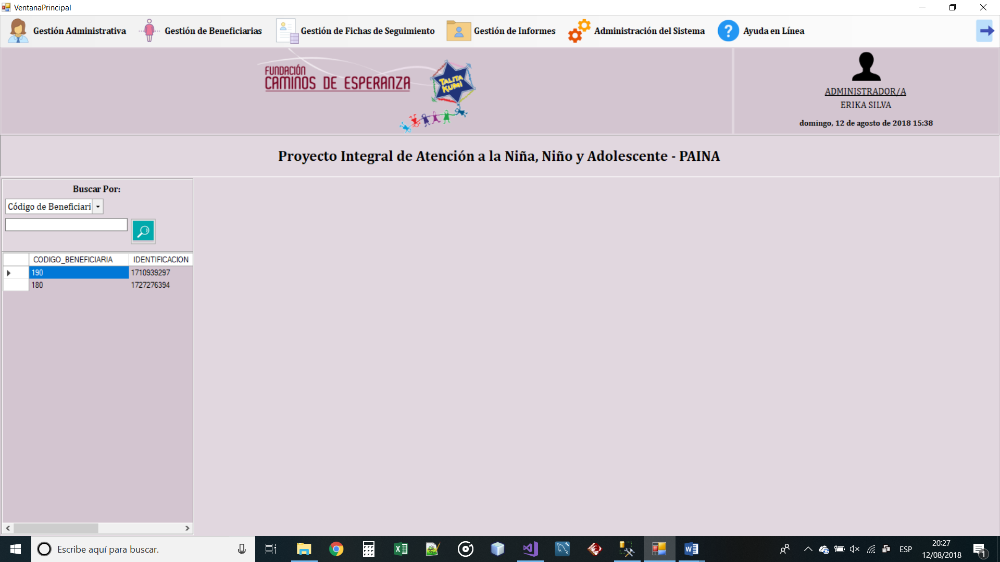 VentanaPrincipal
Gestión Administrativa
Gestión de Beneficiarias
Gestión de Fichas de Seguimiento
Gestión de Informes
Administración del Sistema
Ayuda en Línea
FUNDACIÓN
CAMINOS DE ESPERANZA
TALITA
KUMI
ADMINISTRADOR/A
ERIKA SILVA
domingo, 12 de agosto de 2018 15:38
Proyecto Integral de Atención a la Niña, Niño y Adolescente - PAINA
Buscar Por:
Código de Beneficiari
CODIGO_BENEFICIARIA IDENTIFICACION
190 1710939297
180 1727276394
Escribe aquí para buscar.
ESP
20:27
12/08/2018
1